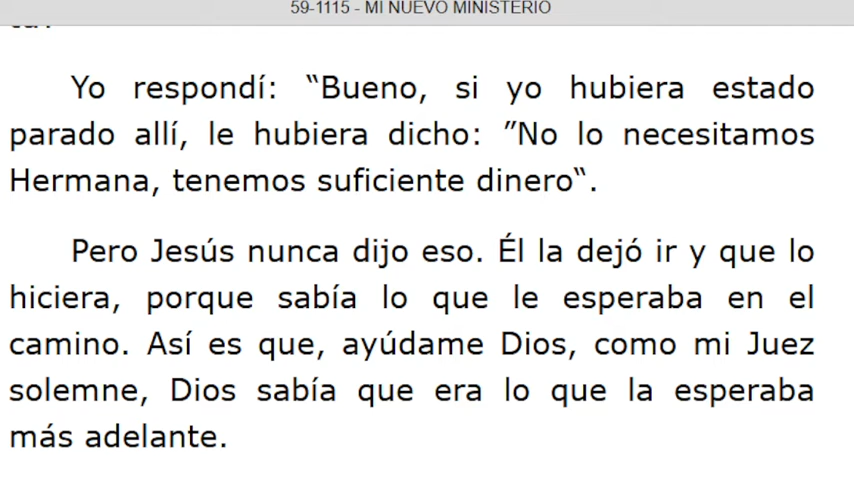 59-1115 - MI NUEVO MINISTERIO
Yo respondí: “Bueno, si yo hubiera estado
parado allí, le hubiera dicho: ”No lo necesitamos
Hermana, tenemos suficiente dinero“.
Pero Jesús nunca dijo eso. Él la dejó ir y que lo
hiciera, porque sabía lo que le esperaba en el
camino. Así es que, ayúdame Dios, como mi Juez
solemne, Dios sabía que era lo que la esperaba
más adelante.